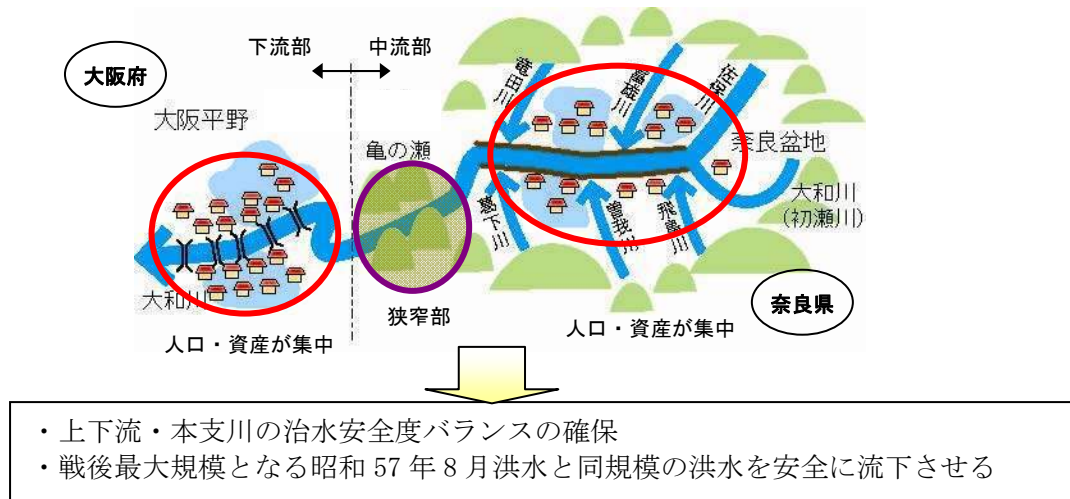 下流部 中流部
大阪府
大阪平野
亀の瀬
竜田川
富雄川
佐保川
奈良盆地
大和川
(初瀬川)
葛下川
曽我川
飛鳥川
大和川
狭窄部
奈良県
人口・資産が集中
人口・資産が集中
・上下流・本支川の治水安全度バランスの確保
・戦後最大規模となる昭和 57 年 8 月洪水と同規模の洪水を安全に流下させる